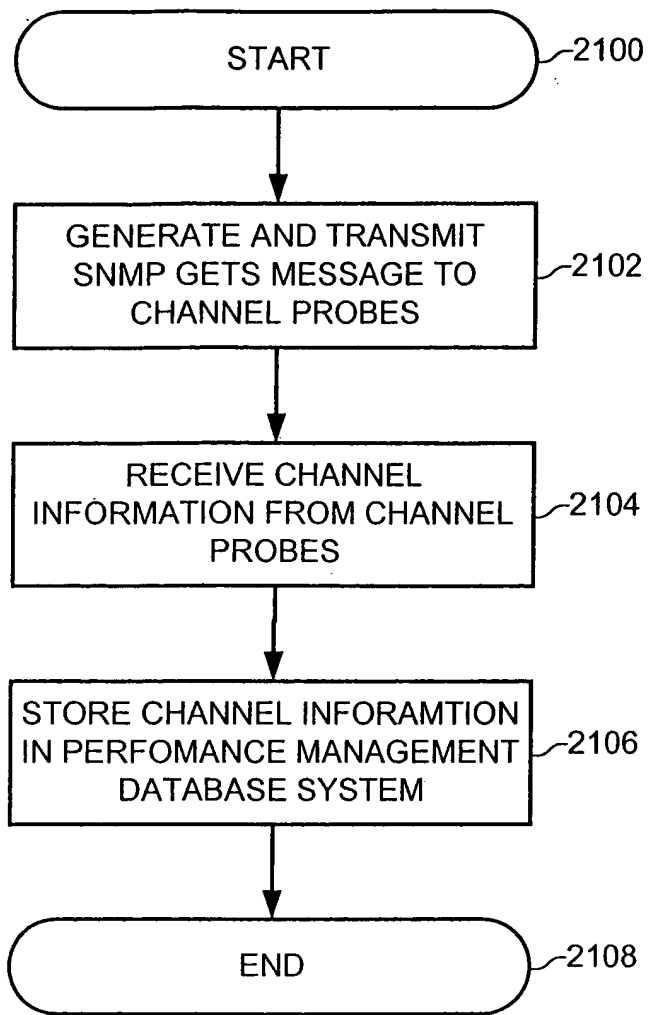 START
2100
GENERATE AND TRANSMIT
SNMP GETS MESSAGE TO
CHANNEL PROBES
2102
RECEIVE CHANNEL
INFORMATION FROM CHANNEL
PROBES
2104
STORE CHANNEL INFORAMTION
IN PERFOMANCE MANAGEMENT
DATABASE SYSTEM
2106
END
2108